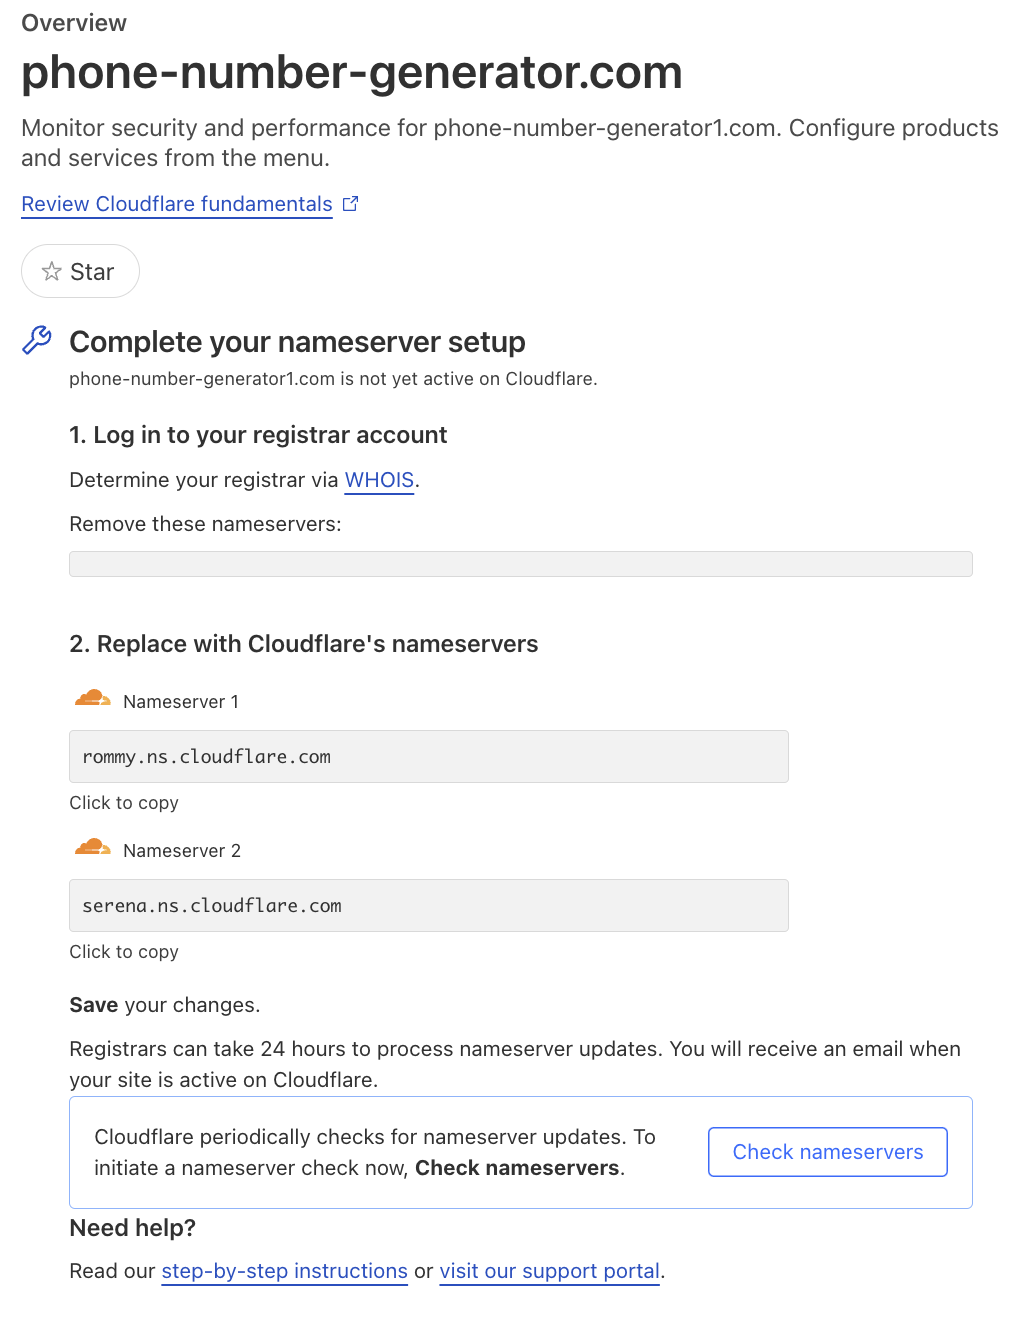 Overview
phone-number-generator.com
Monitor security and performance for phone-number-generator1.com. Configure products
and services from the menu.
Review Cloudflare fundamentals
Star
Complete your nameserver setup
phone-number-generator1.com is not yet active on Cloudflare.
1. Log in to your registrar account
Determine your registrar via WHOIS.
Remove these nameservers:
2. Replace with Cloudflare's nameservers
Nameserver 1
rommy.ns.cloudflare.com
Click to copy
Nameserver 2
serena.ns.cloudflare.com
Click to copy
Save your changes.
Registrars can take 24 hours to process nameserver updates. You will receive an email when
your site is active on Cloudflare.
Cloudflare periodically checks for nameserver updates. To
initiate a nameserver check now, Check nameservers.
Check nameservers
Need help?
Read our step-by-step instructions or visit our support portal.